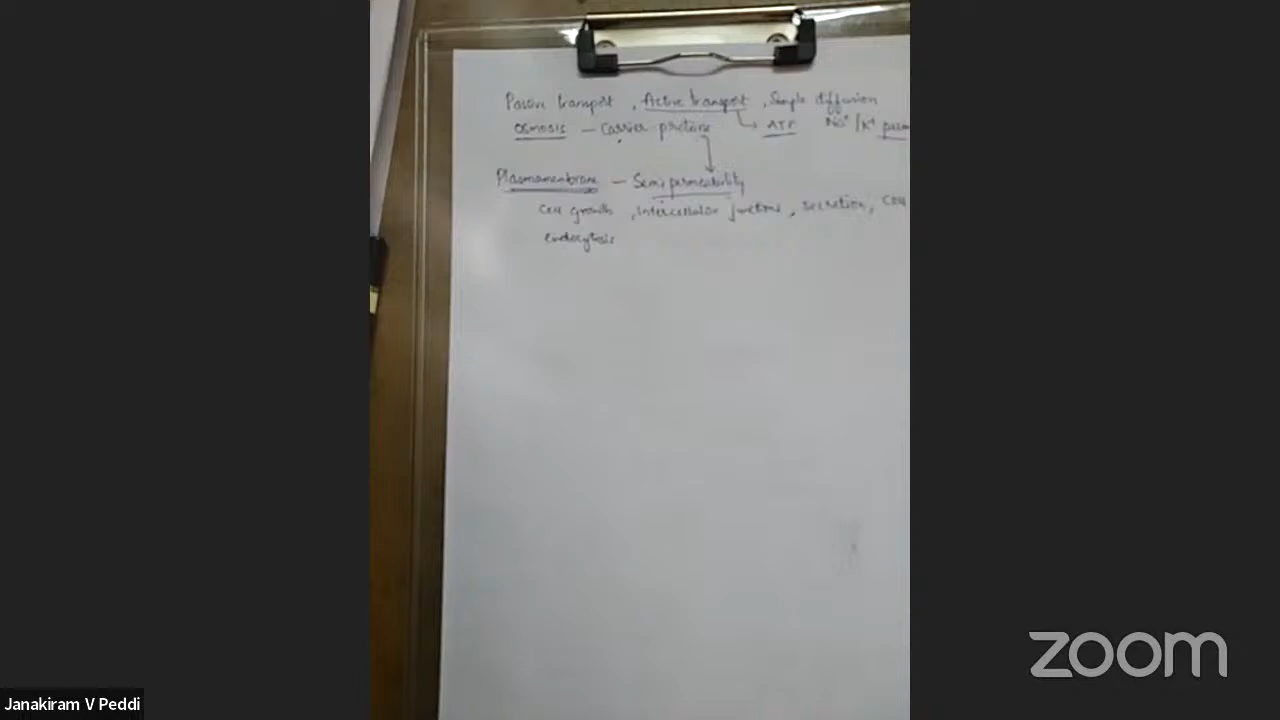 Passive transport, Active transport, Simple diffusion
Osmosis — Carrier proteins → ATP Na⁺/K⁺
Plasmamembrane — Semipermeability
Cell growth, Intercellular junctions, secretion,
endocytosis
zoom
Janakiram V Peddi